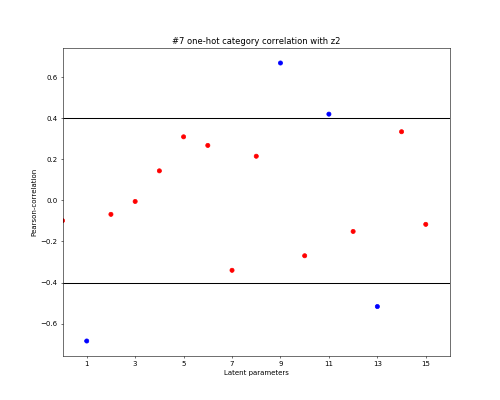 #7 one-hot category correlation with z2
Pearson-correlation
0.6
0.4
0.2
0.0
−0.2
−0.4
−0.6
1 3 5 7 9 11 13 15
Latent parameters